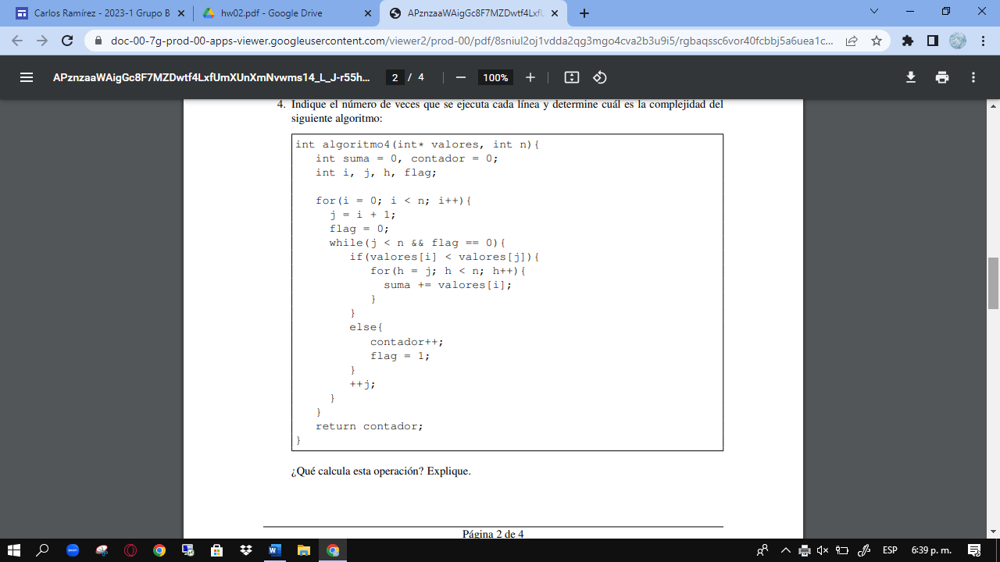 Carlos Ramírez - 2023-1 Grupo B
hw02.pdf - Google Drive
APznzaaWAigGc8F7MZDwtf4LxfU
doc-00-7g-prod-00-apps-viewer.googleusercontent.com/viewer2/prod-00/pdf/8sniul2oj1vdda2qg3mgo4cva2b3u9i5/rgbaqssc6vor40fcbbj5a6uea1c...
APznzaaWAigGc8F7MZDwtf4LxfUmXUnXmNvwms14_L_J-r55h...
2 / 4
100%
4. Indique el número de veces que se ejecuta cada línea y determine cuál es la complejidad del
siguiente algoritmo:
int algoritmo4(int* valores, int n){
int suma = 0, contador = 0;
int i, j, h, flag;
for(i = 0; i < n; i++){
j = i + 1;
flag = 0;
while(j < n && flag == 0){
if(valores[i] < valores[j]){
for(h = j; h < n; h++){
suma += valores[i];
}
}
else{
contador++;
flag = 1;
}
++j;
}
}
return contador;
}
¿Qué calcula esta operación? Explique.
Página 2 de 4
zoom
W
ESP
6:39 p. m.